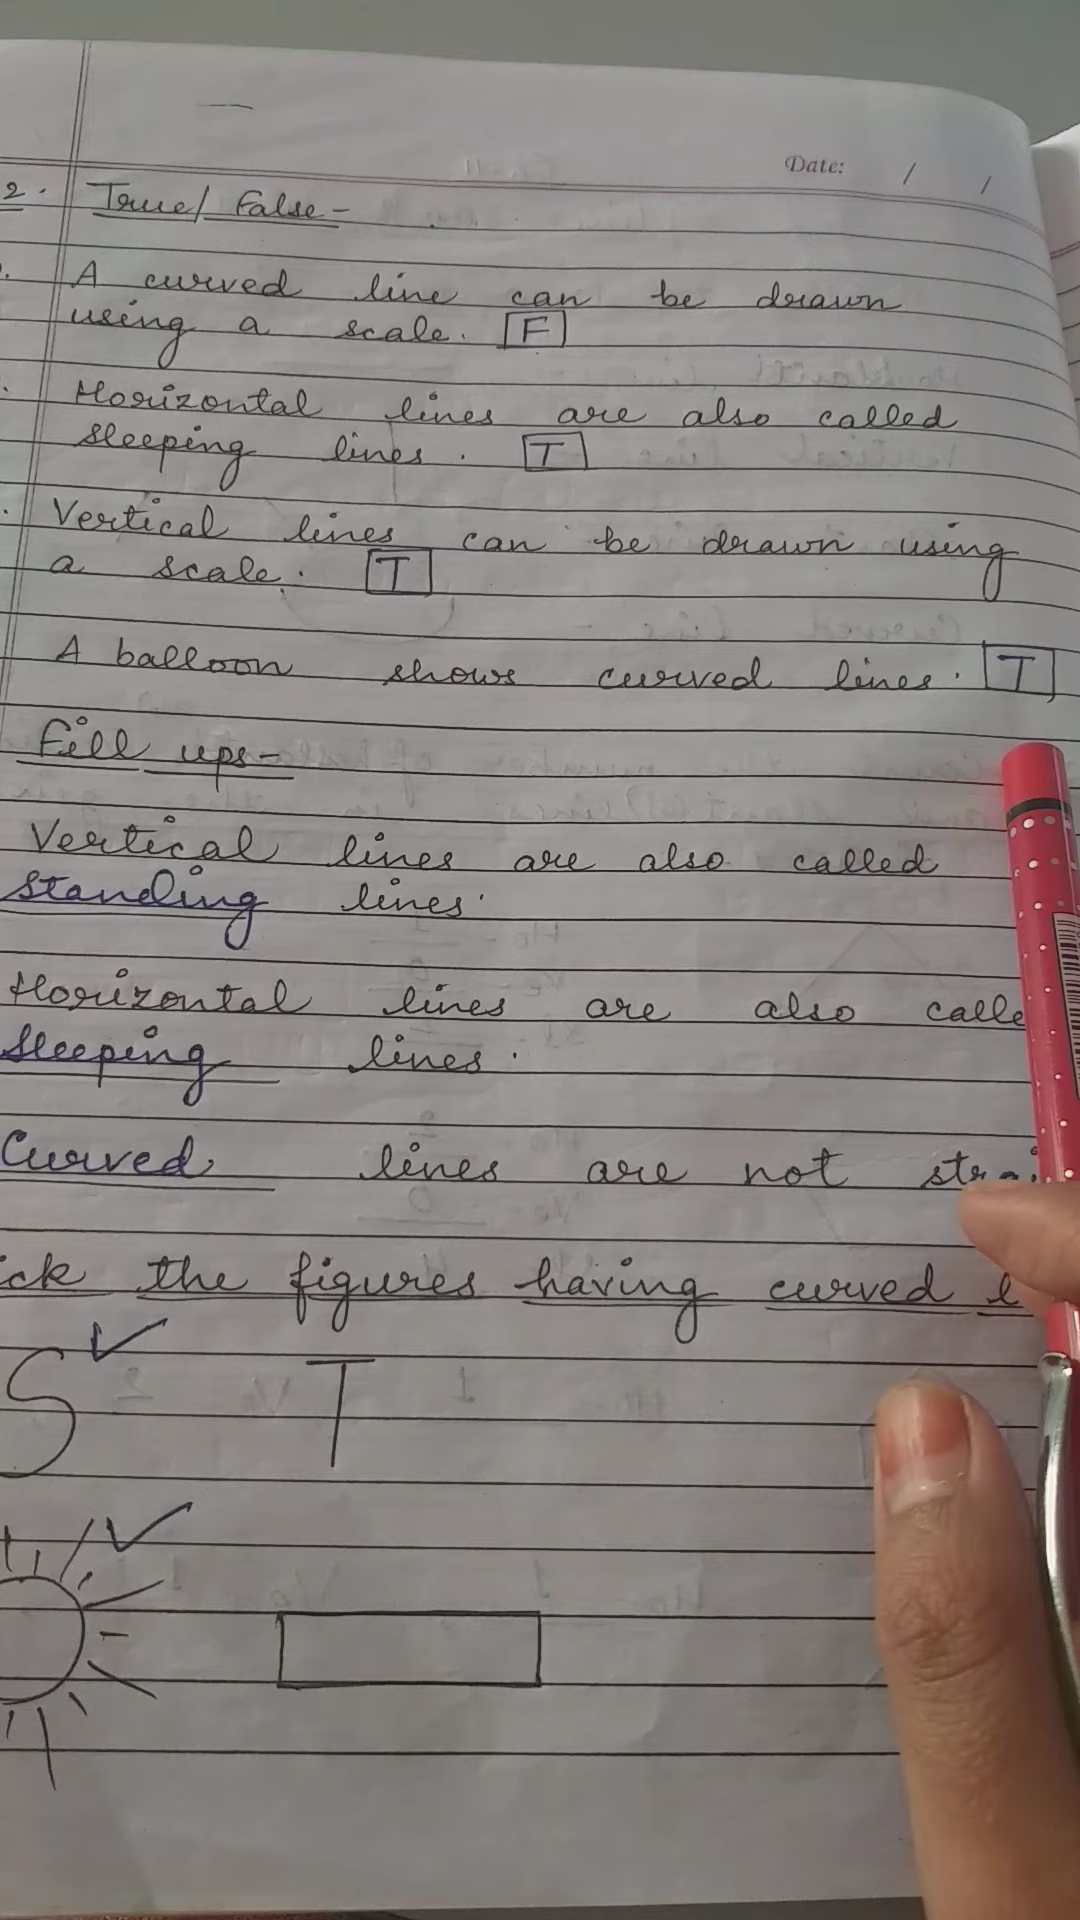 Date: / /
2. True/False-
A curved line can be drawn
using a scale. F
Horizontal lines are also called
sleeping lines. T
Vertical lines can be drawn using
a scale. T
A balloon shows curved lines. T
Fill ups-
Vertical lines are also called
standing lines.
Horizontal lines are also calle
sleeping lines.
Curved lines are not strai
ick the figures having curved l
S T